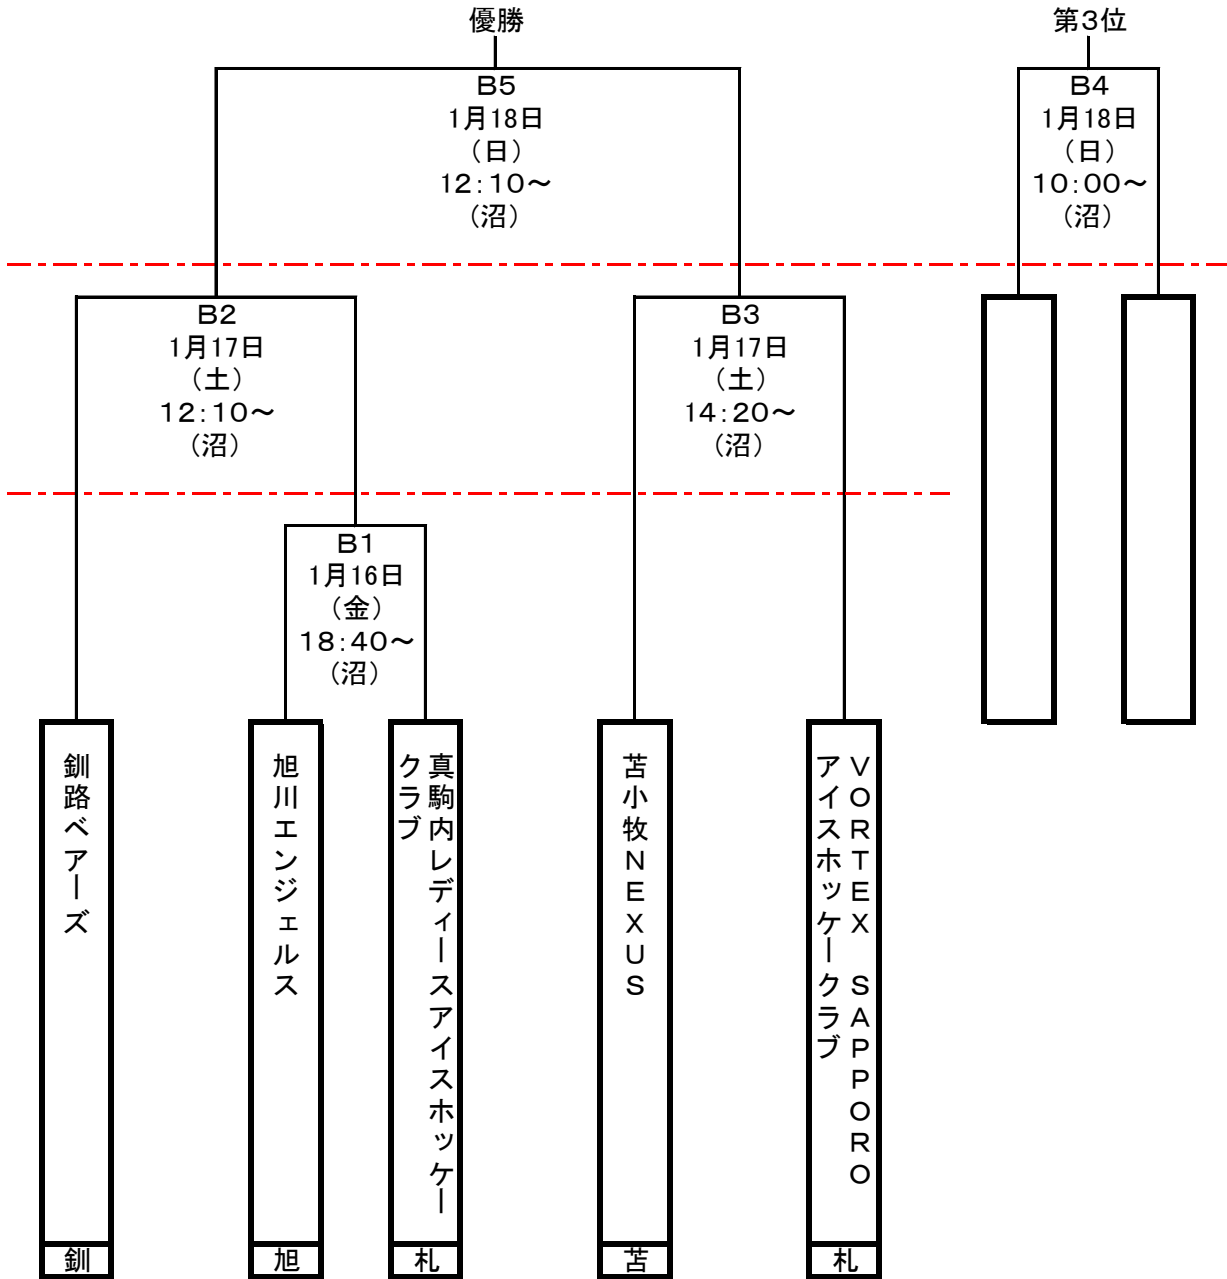 優勝
第3位
B5
1月18日
（日）
12:10～
（沼）
B4
1月18日
（日）
10:00～
（沼）
B2
1月17日
（土）
12:10～
（沼）
B3
1月17日
（土）
14:20～
（沼）
B1
1月16日
（金）
18:40～
（沼）
釧路ベアーズ
旭川エンジェルス
真駒内レディースアイスホッケー
クラブ
苫小牧NEXUS
VORTEX SAPPORO
アイスホッケークラブ
釧
旭
札
苫
札